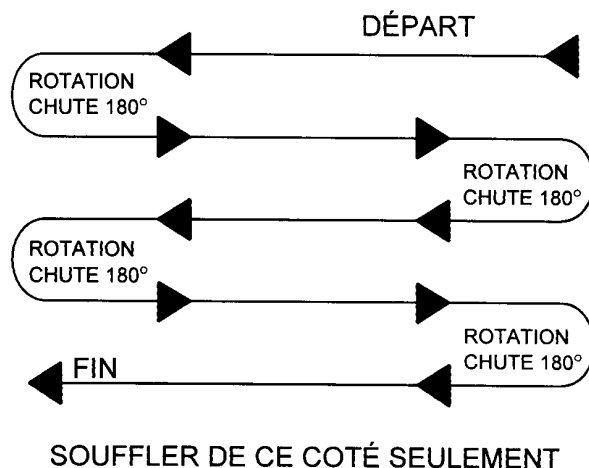 DÉPART
ROTATION
CHUTE 180°
ROTATION
CHUTE 180°
ROTATION
CHUTE 180°
ROTATION
CHUTE 180°
FIN
SOUFFLER DE CE COTÉ SEULEMENT